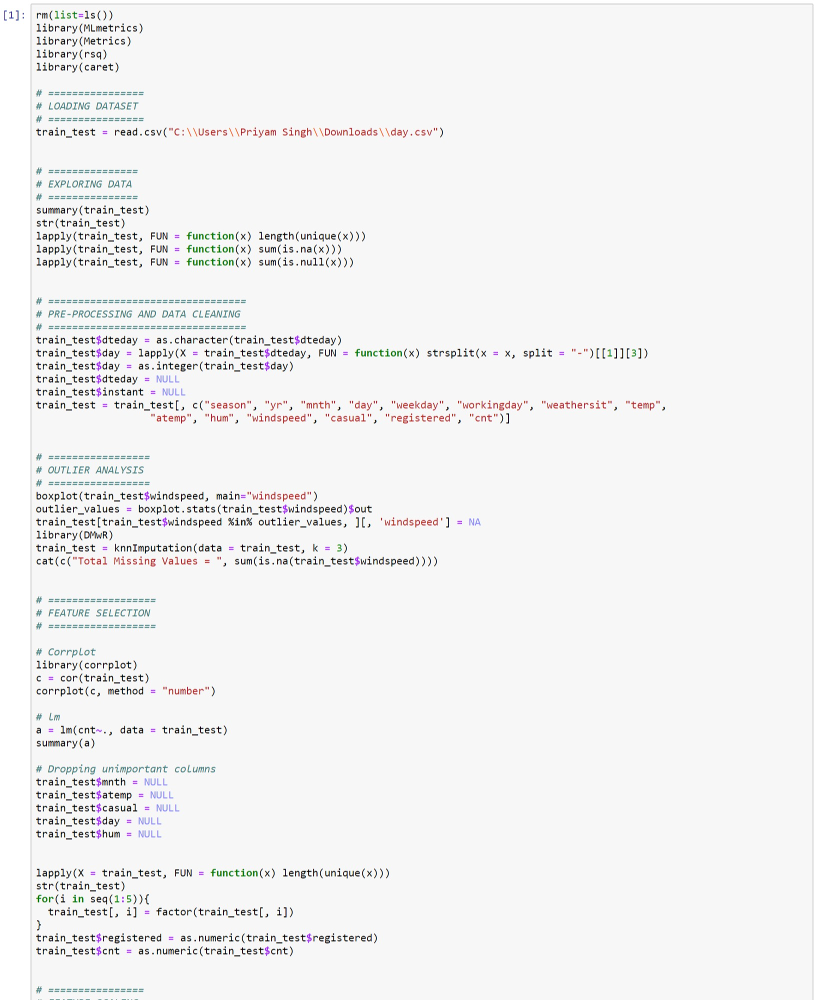 [1]: rm(list=ls())
library(MLmetrics)
library(Metrics)
library(rsq)
library(caret)
# ================
# LOADING DATASET
# ================
train_test = read.csv("C:\\Users\\Priyam Singh\\Downloads\\day.csv")
# ===============
# EXPLORING DATA
# ===============
summary(train_test)
str(train_test)
lapply(train_test, FUN = function(x) length(unique(x)))
lapply(train_test, FUN = function(x) sum(is.na(x)))
lapply(train_test, FUN = function(x) sum(is.null(x)))
# =================================
# PRE-PROCESSING AND DATA CLEANING
# =================================
train_test$dteday = as.character(train_test$dteday)
train_test$day = lapply(X = train_test$dteday, FUN = function(x) strsplit(x = x, split = "-")[[1]][3])
train_test$day = as.integer(train_test$day)
train_test$dteday = NULL
train_test$instant = NULL
train_test = train_test[, c("season", "yr", "mnth", "day", "weekday", "workingday", "weathersit", "temp",
                   "atemp", "hum", "windspeed", "casual", "registered", "cnt")]
# =================
# OUTLIER ANALYSIS
# =================
boxplot(train_test$windspeed, main="windspeed")
outlier_values = boxplot.stats(train_test$windspeed)$out
train_test[train_test$windspeed %in% outlier_values, ][, 'windspeed'] = NA
library(DMwR)
train_test = knnImputation(data = train_test, k = 3)
cat(c("Total Missing Values = ", sum(is.na(train_test$windspeed))))
# ==================
# FEATURE SELECTION
# ==================
# Corrplot
library(corrplot)
c = cor(train_test)
corrplot(c, method = "number")
# lm
a = lm(cnt~., data = train_test)
summary(a)
# Dropping unimportant columns
train_test$mnth = NULL
train_test$atemp = NULL
train_test$casual = NULL
train_test$day = NULL
train_test$hum = NULL
lapply(X = train_test, FUN = function(x) length(unique(x)))
str(train_test)
for(i in seq(1:5)){
  train_test[, i] = factor(train_test[, i])
}
train_test$registered = as.numeric(train_test$registered)
train_test$cnt = as.numeric(train_test$cnt)
# ================